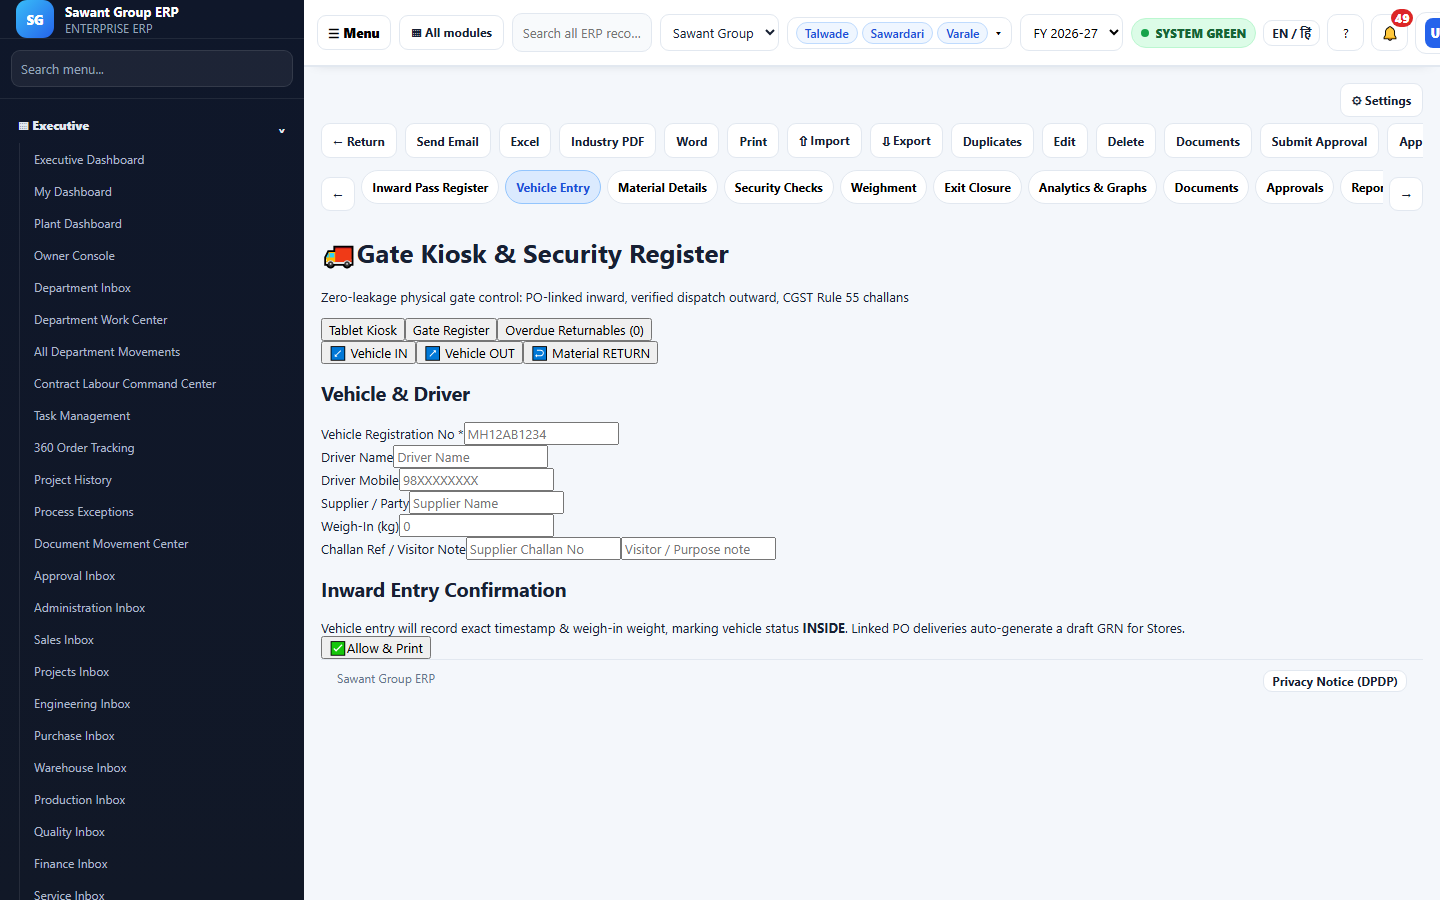 SG Sawant Group ERP
ENTERPRISE ERP
Search menu...
Executive
Executive Dashboard
My Dashboard
Plant Dashboard
Owner Console
Department Inbox
Department Work Center
All Department Movements
Contract Labour Command Center
Task Management
360 Order Tracking
Project History
Process Exceptions
Document Movement Center
Approval Inbox
Administration Inbox
Sales Inbox
Projects Inbox
Engineering Inbox
Purchase Inbox
Warehouse Inbox
Production Inbox
Quality Inbox
Finance Inbox
Service Inbox
☰ Menu All modules Search all ERP reco... Sawant Group Talwade Sawardari Varale FY 2026-27 SYSTEM GREEN EN / हिं ? 49 U
⚙ Settings
← Return Send Email Excel Industry PDF Word Print ⇧ Import ⇩ Export Duplicates Edit Delete Documents Submit Approval App
← Inward Pass Register Vehicle Entry Material Details Security Checks Weighment Exit Closure Analytics & Graphs Documents Approvals Repor →
🚚 Gate Kiosk & Security Register
Zero-leakage physical gate control: PO-linked inward, verified dispatch outward, CGST Rule 55 challans
Tablet Kiosk Gate Register Overdue Returnables (0)
↙ Vehicle IN ↗ Vehicle OUT ⮌ Material RETURN
Vehicle & Driver
Vehicle Registration No * MH12AB1234
Driver Name Driver Name
Driver Mobile 98XXXXXXXX
Supplier / Party Supplier Name
Weigh-In (kg) 0
Challan Ref / Visitor Note Supplier Challan No Visitor / Purpose note
Inward Entry Confirmation
Vehicle entry will record exact timestamp & weigh-in weight, marking vehicle status INSIDE. Linked PO deliveries auto-generate a draft GRN for Stores.
✅ Allow & Print
Sawant Group ERP Privacy Notice (DPDP)